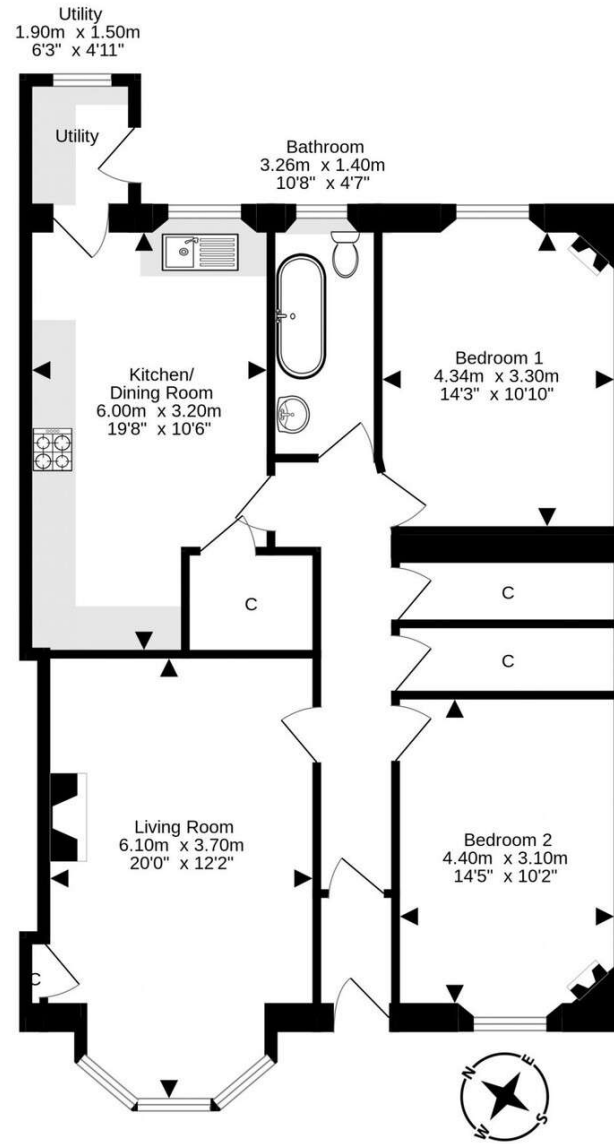 Utility
1.90m x 1.50m
6'3" x 4'11"
Utility
Bathroom
3.26m x 1.40m
10'8" x 4'7"
Kitchen/
Dining Room
6.00m x 3.20m
19'8" x 10'6"
Bedroom 1
4.34m x 3.30m
14'3" x 10'10"
C
C
C
Living Room
6.10m x 3.70m
20'0" x 12'2"
Bedroom 2
4.40m x 3.10m
14'5" x 10'2"
C
N
E
S
W